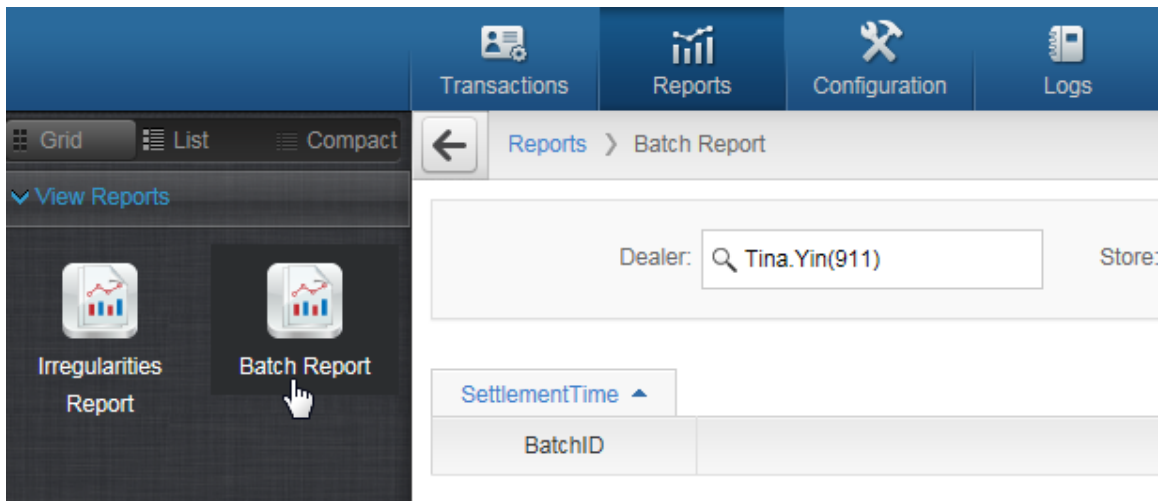 Transactions
Reports
Configuration
Logs
Grid
List
Compact
Reports > Batch Report
View Reports
Dealer:
Tina.Yin(911)
Store:
Irregularities
Report
Batch Report
SettlementTime
BatchID